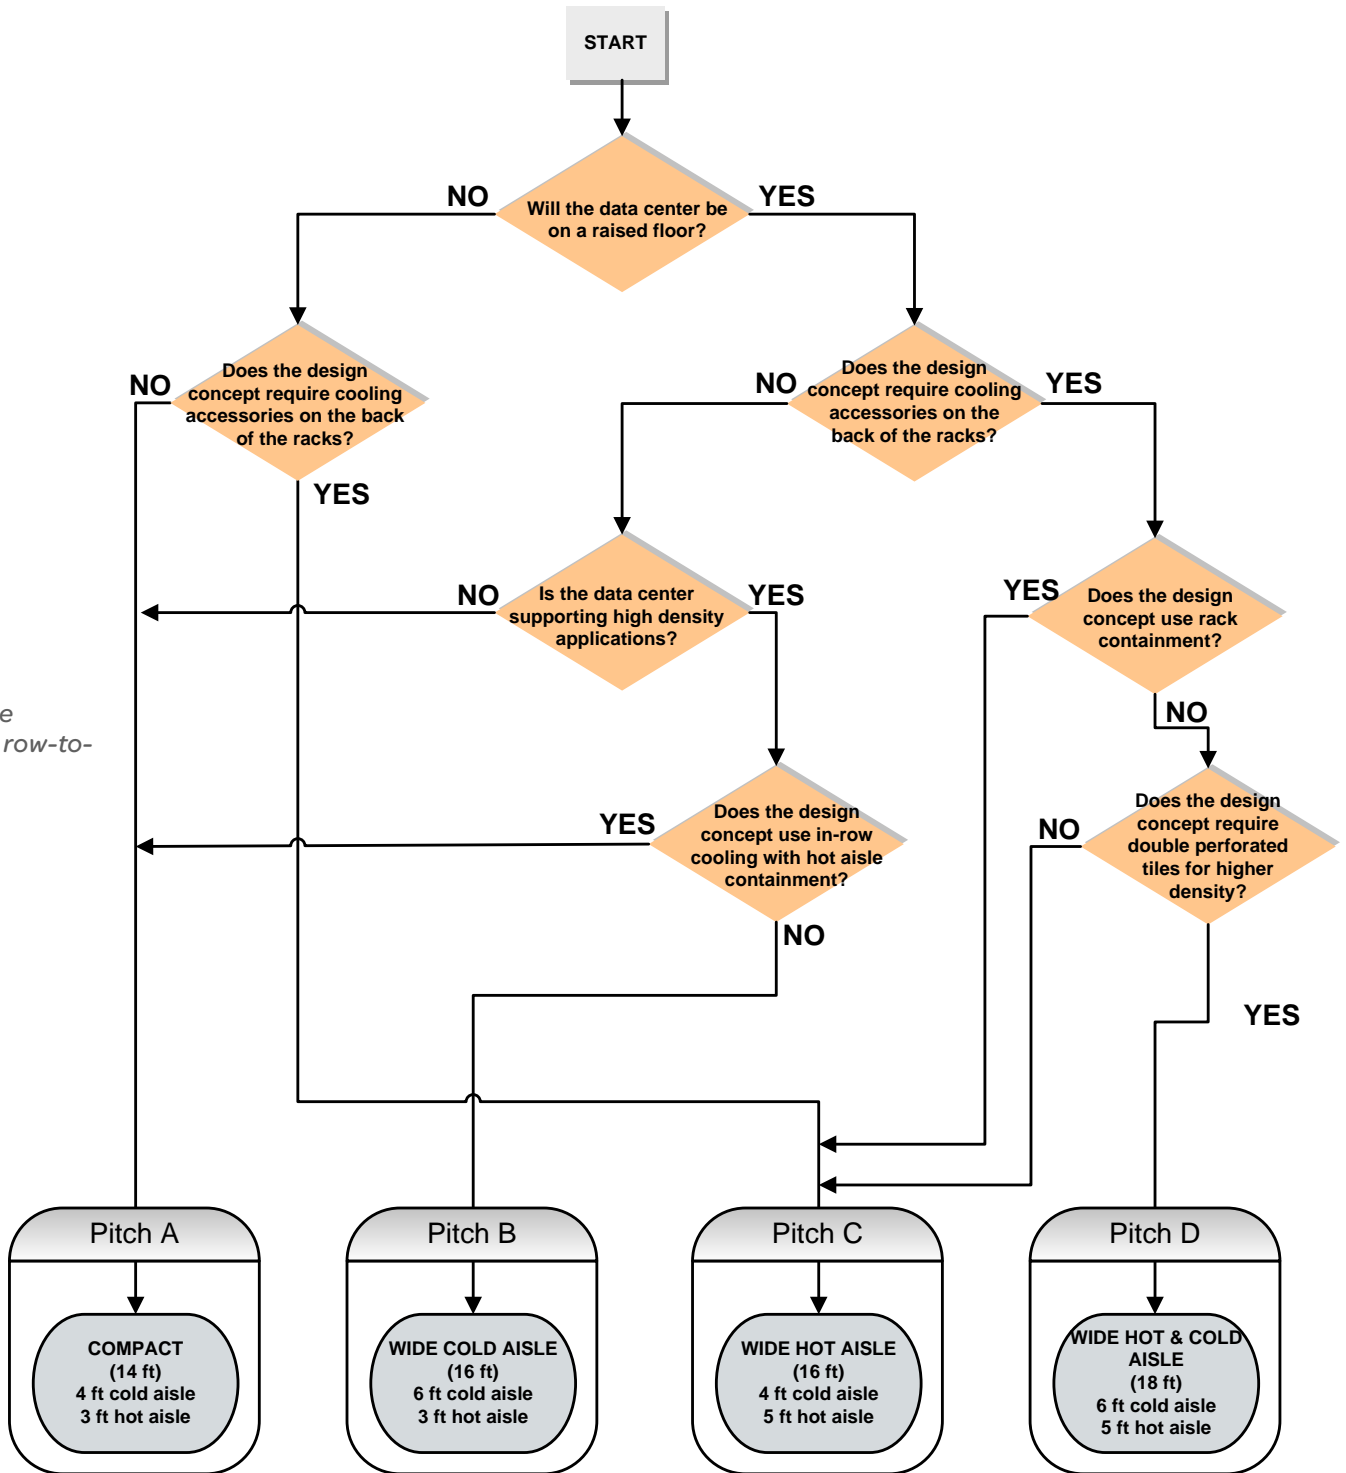 START
NO
YES
Will the data center be
on a raised floor?
NO
Does the design
concept require cooling
accessories on the back
of the racks?
YES
NO
Does the design
concept require cooling
accessories on the
back of the racks?
YES
NO
Is the data center
supporting high density
applications?
YES
YES
Does the design
concept use rack
containment?
NO
e
row-to-
YES
Does the design
concept use in-row
cooling with hot aisle
containment?
NO
NO
Does the design
concept require
double perforated
tiles for higher
density?
YES
Pitch A
COMPACT
(14 ft)
4 ft cold aisle
3 ft hot aisle
Pitch B
WIDE COLD AISLE
(16 ft)
6 ft cold aisle
3 ft hot aisle
Pitch C
WIDE HOT AISLE
(16 ft)
4 ft cold aisle
5 ft hot aisle
Pitch D
WIDE HOT & COLD
AISLE
(18 ft)
6 ft cold aisle
5 ft hot aisle